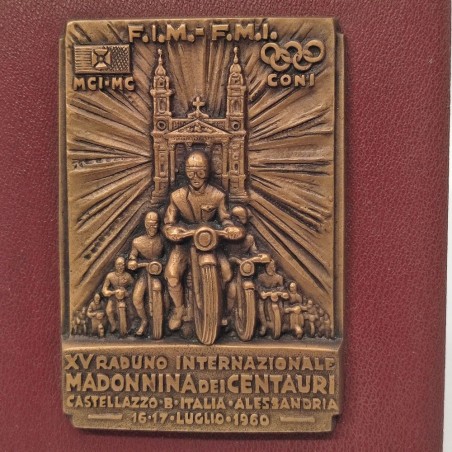 F.I.M.-F.M.I.
MCI·MC
CONI
XV RADUNO INTERNAZIONALE
MADONNINA DEI CENTAURI
CASTELLAZZO·B·ITALIA·ALESSANDRIA
16·17·LUGLIO·1960